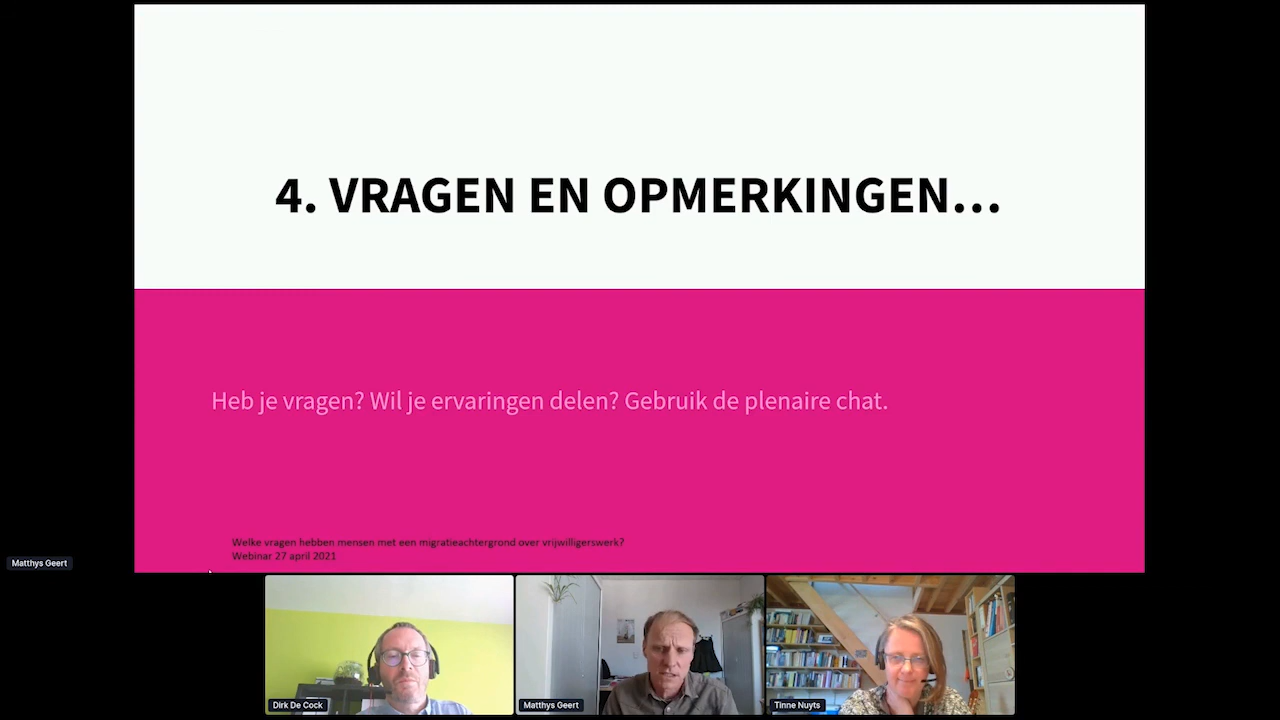 4. VRAGEN EN OPMERKINGEN...
Heb je vragen? Wil je ervaringen delen? Gebruik de plenaire chat.
Welke vragen hebben mensen met een migratieachtergrond over vrijwilligerswerk?
Webinar 27 april 2021
Matthys Geert
Dirk De Cock
Matthys Geert
Tinne Nuyts